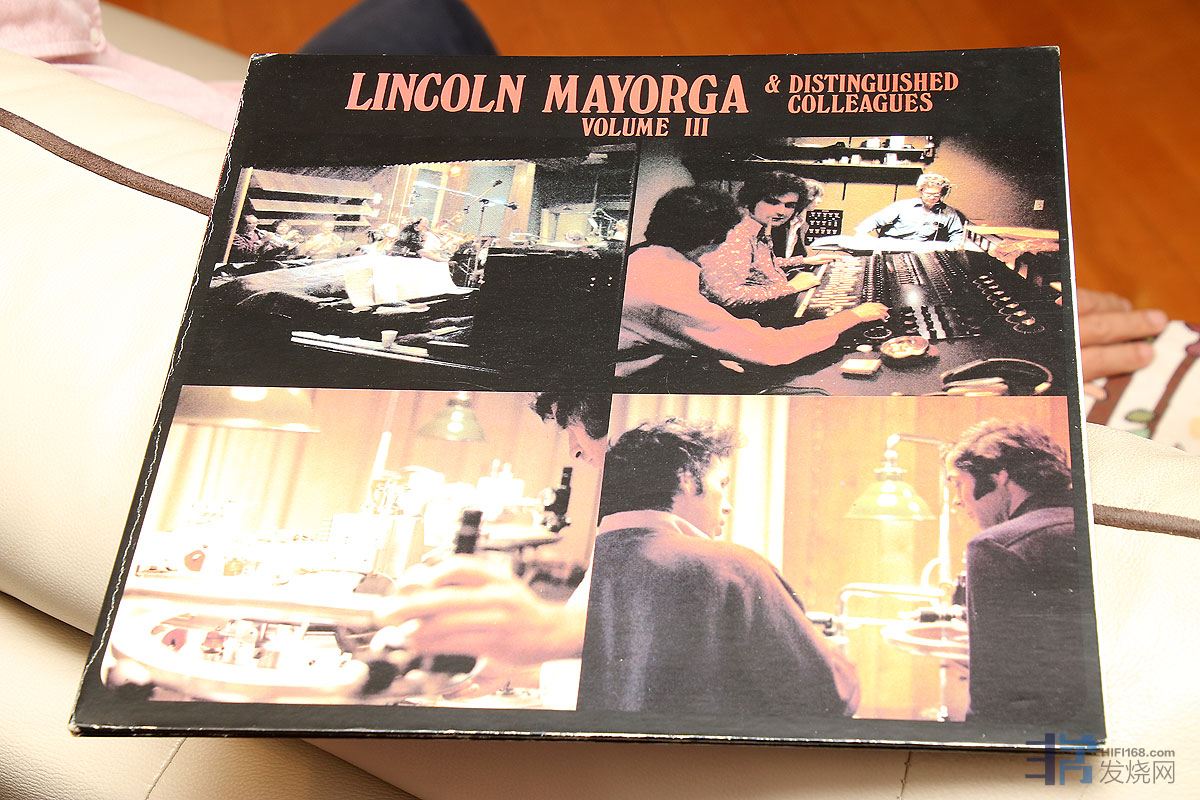 LINCOLN MAYORGA & DISTINGUISHED
COLLEAGUES
VOLUME III
HIFI168.com
发烧网